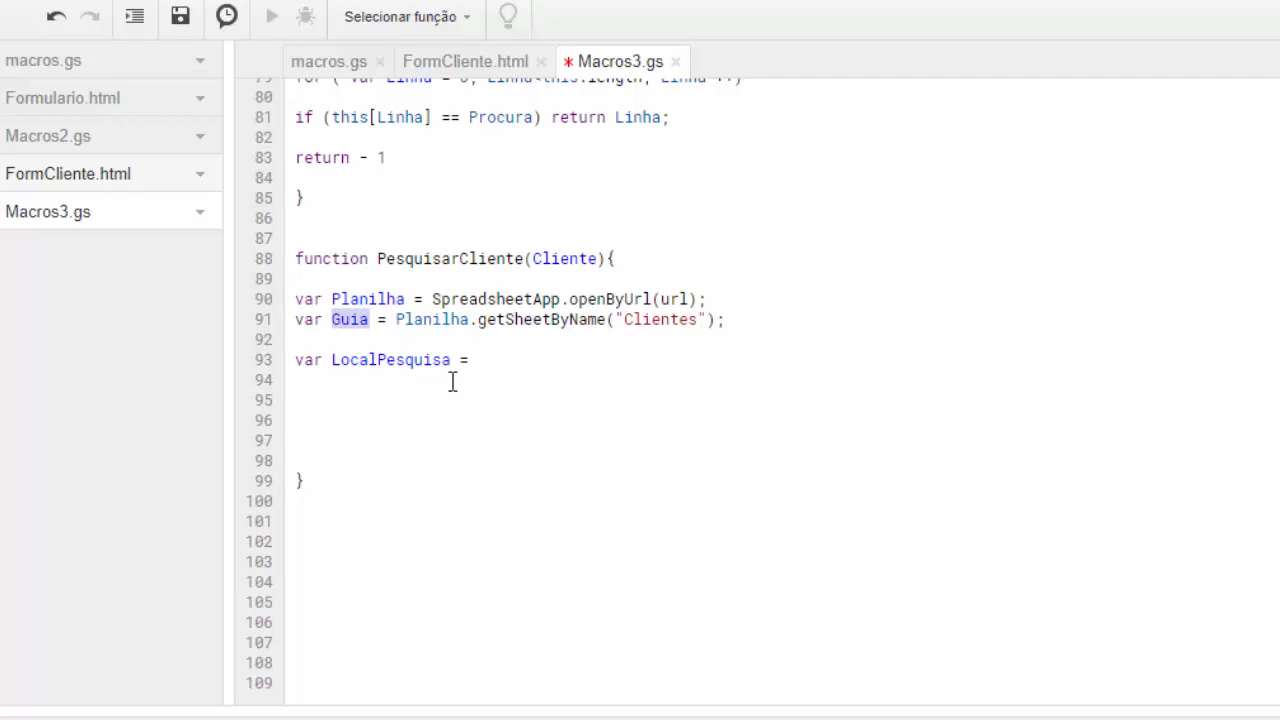 Selecionar função
macros.gs
Formulario.html
Macros2.gs
FormCliente.html
Macros3.gs
macros.gs × FormCliente.html × * Macros3.gs ×
80
81 if (this[Linha] == Procura) return Linha;
82
83 return - 1
84
85 }
86
87
88 function PesquisarCliente(Cliente){
89
90 var Planilha = SpreadsheetApp.openByUrl(url);
91 var Guia = Planilha.getSheetByName("Clientes");
92
93 var LocalPesquisa =
94
95
96
97
98
99 }
100
101
102
103
104
105
106
107
108
109